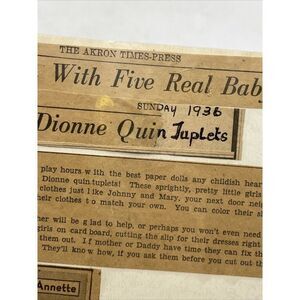 THE AKRON TIMES-PRESS
With Five Real Bab
SUNDAY 1936
Dionne Quin Tuplets
play hours with the best paper dolls any childish hear
Dionne quintuplets! These sprightly, pretty little girls
clothes just like Johnny and Mary, your next door neig
heir clothes to match your own. You can color their sl
her will be glad to help, or perhaps you won't even need
girls on card board, cutting the slip for their dresses right
them out. If mother or Daddy have time they can fix th
They'll know how, if you ask them before you cut out th
Annette